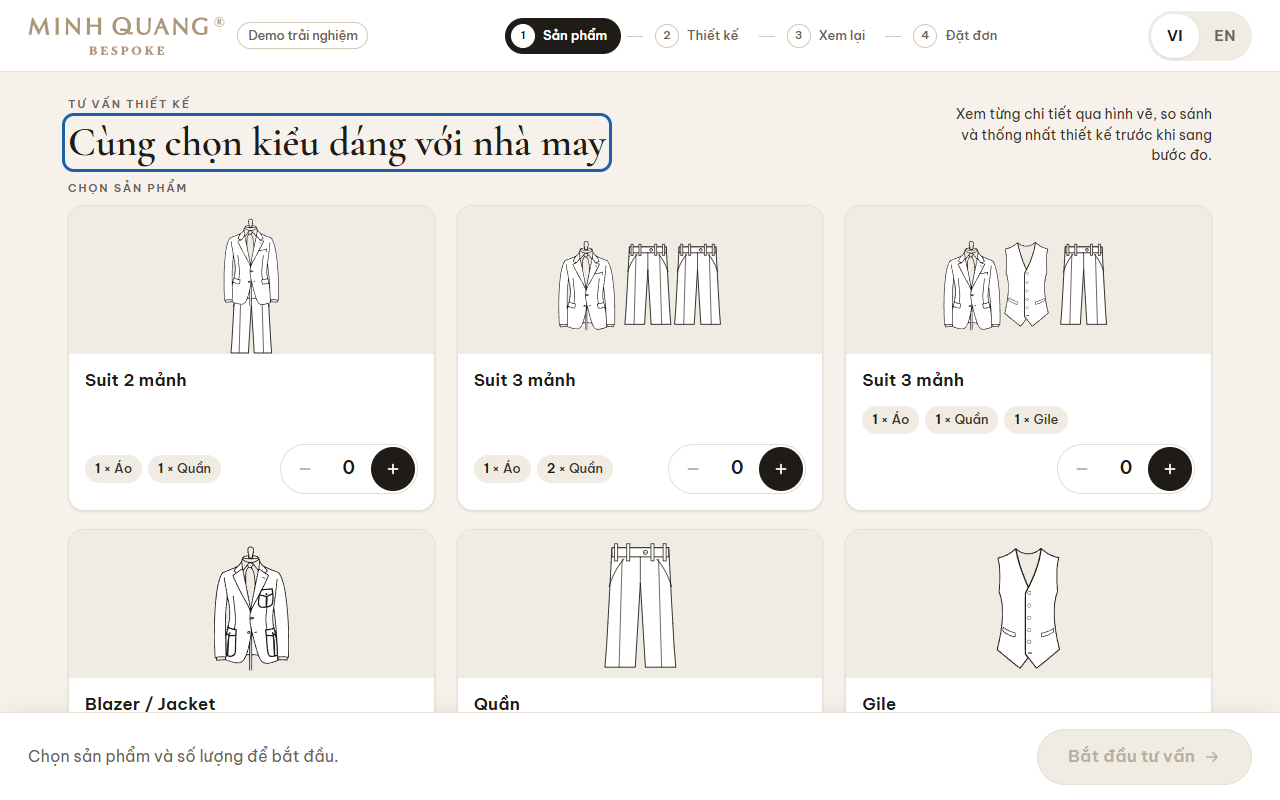 MINH QUANG®
BESPOKE
Demo trải nghiệm
1 Sản phẩm
2 Thiết kế
3 Xem lại
4 Đặt đơn
VI EN
TƯ VẤN THIẾT KẾ
Cùng chọn kiểu dáng với nhà may
Xem từng chi tiết qua hình vẽ, so sánh
và thống nhất thiết kế trước khi sang
bước đo.
CHỌN SẢN PHẨM
Suit 2 mảnh
1 × Áo 1 × Quần − 0 +
Suit 3 mảnh
1 × Áo 2 × Quần − 0 +
Suit 3 mảnh
1 × Áo 1 × Quần 1 × Gile
− 0 +
Blazer / Jacket
Quần
Gile
Chọn sản phẩm và số lượng để bắt đầu.
Bắt đầu tư vấn →